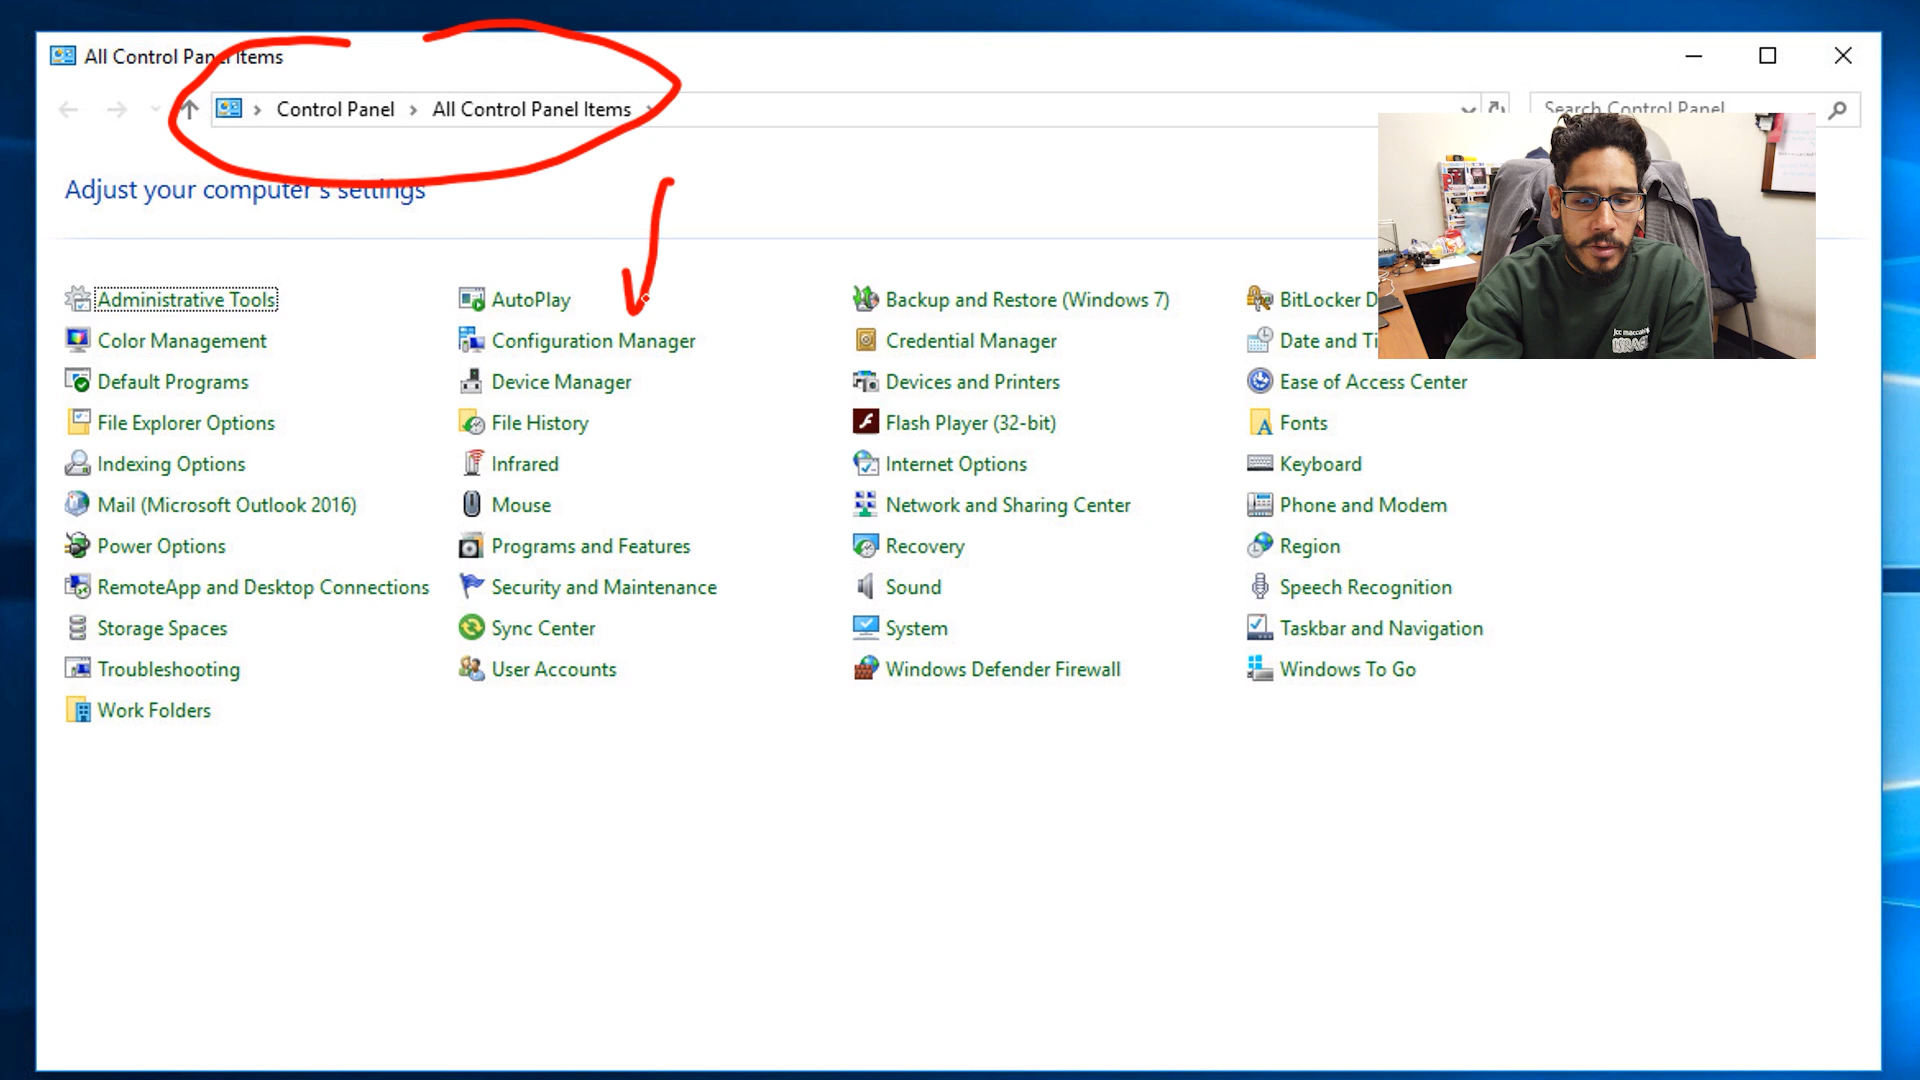 All Control Panel Items
Control Panel All Control Panel Items
Search Control Panel
Adjust your computer's settings
Administrative Tools AutoPlay Backup and Restore (Windows 7) BitLocker D
Color Management Configuration Manager Credential Manager Date and Ti
Default Programs Device Manager Devices and Printers Ease of Access Center
File Explorer Options File History Flash Player (32-bit) Fonts
Indexing Options Infrared Internet Options Keyboard
Mail (Microsoft Outlook 2016) Mouse Network and Sharing Center Phone and Modem
Power Options Programs and Features Recovery Region
RemoteApp and Desktop Connections Security and Maintenance Sound Speech Recognition
Storage Spaces Sync Center System Taskbar and Navigation
Troubleshooting User Accounts Windows Defender Firewall Windows To Go
Work Folders